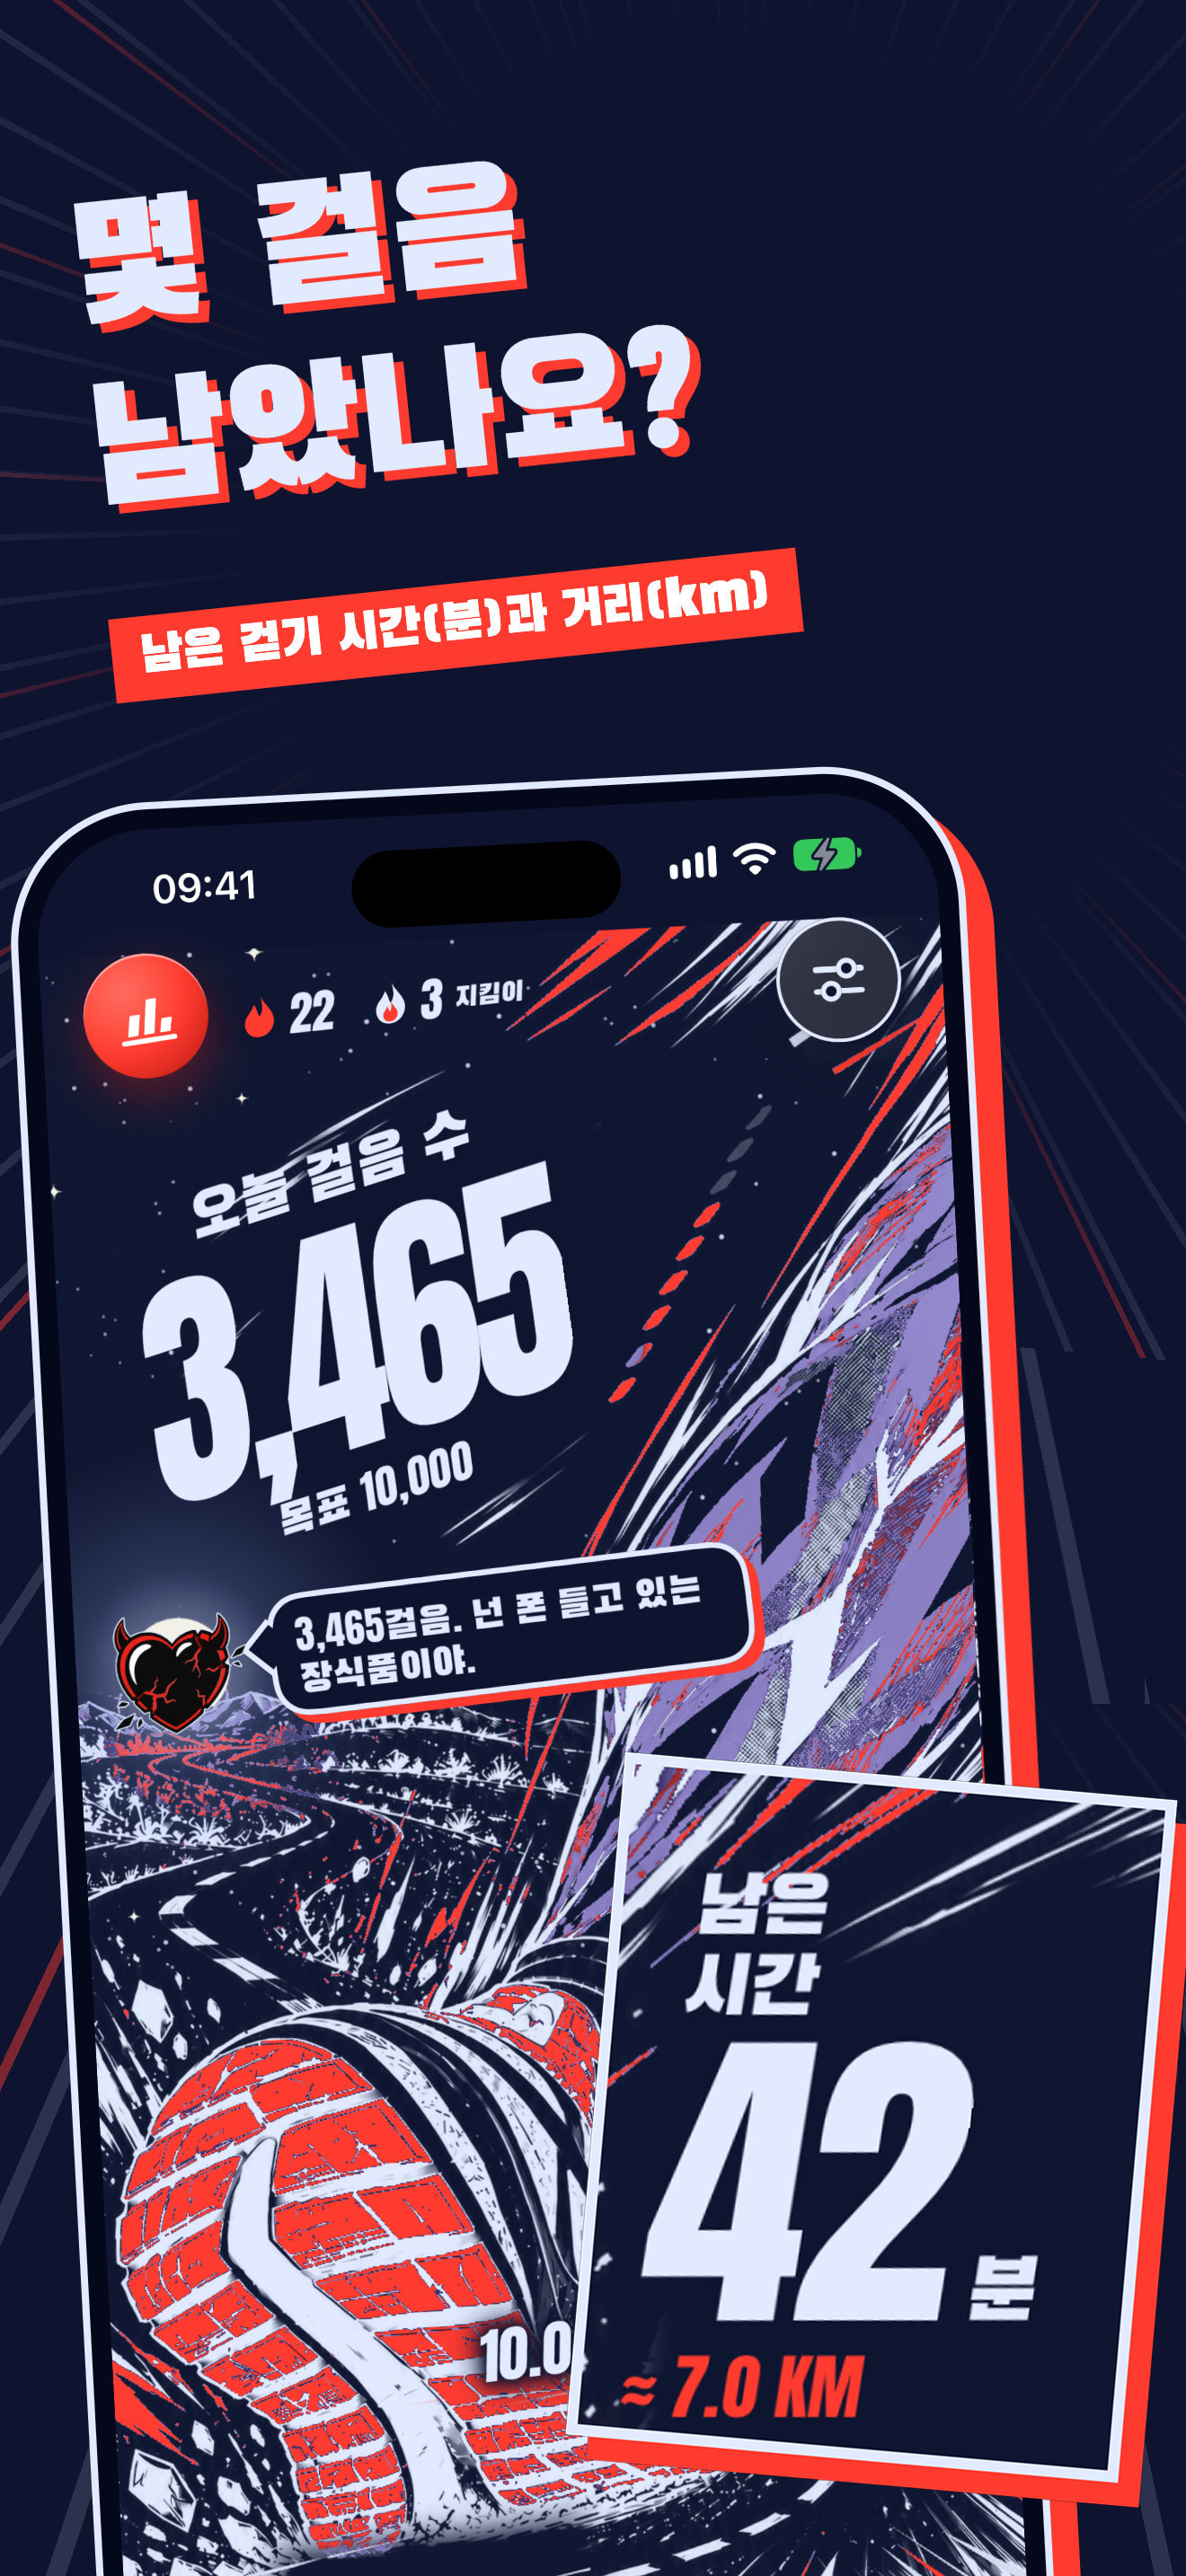 몇 걸음
남았나요?
남은 걷기 시간(분)과 거리(km)
09:41
22
3 지킴이
오늘 걸음 수
3,465
목표 10,000
3,465걸음. 넌 폰 들고 있는
장식품이야.
남은
시간
42 분
10.0
≈ 7.0 KM